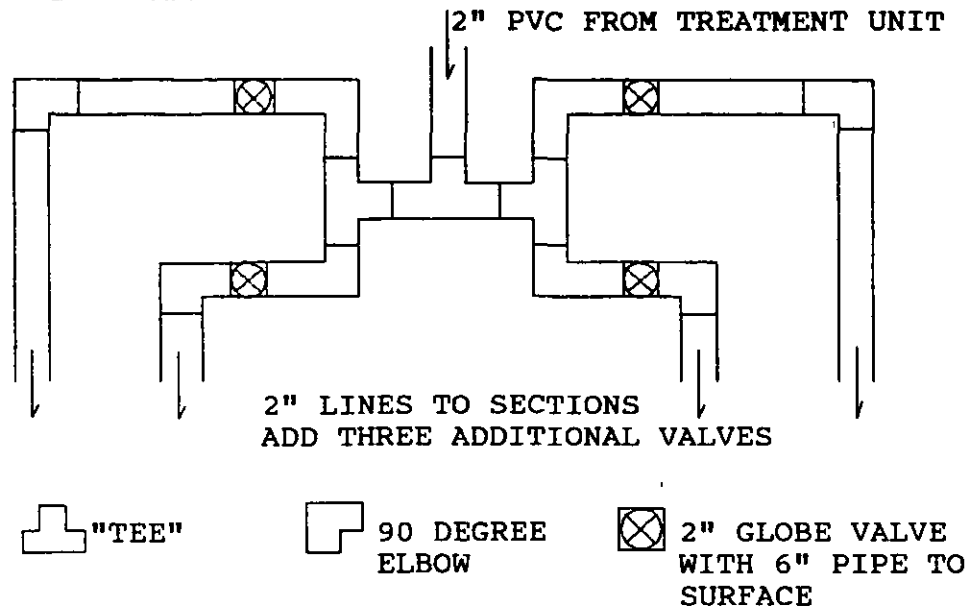 2" PVC FROM TREATMENT UNIT
2" LINES TO SECTIONS
ADD THREE ADDITIONAL VALVES
"TEE"
90 DEGREE
ELBOW
2" GLOBE VALVE
WITH 6" PIPE TO
SURFACE